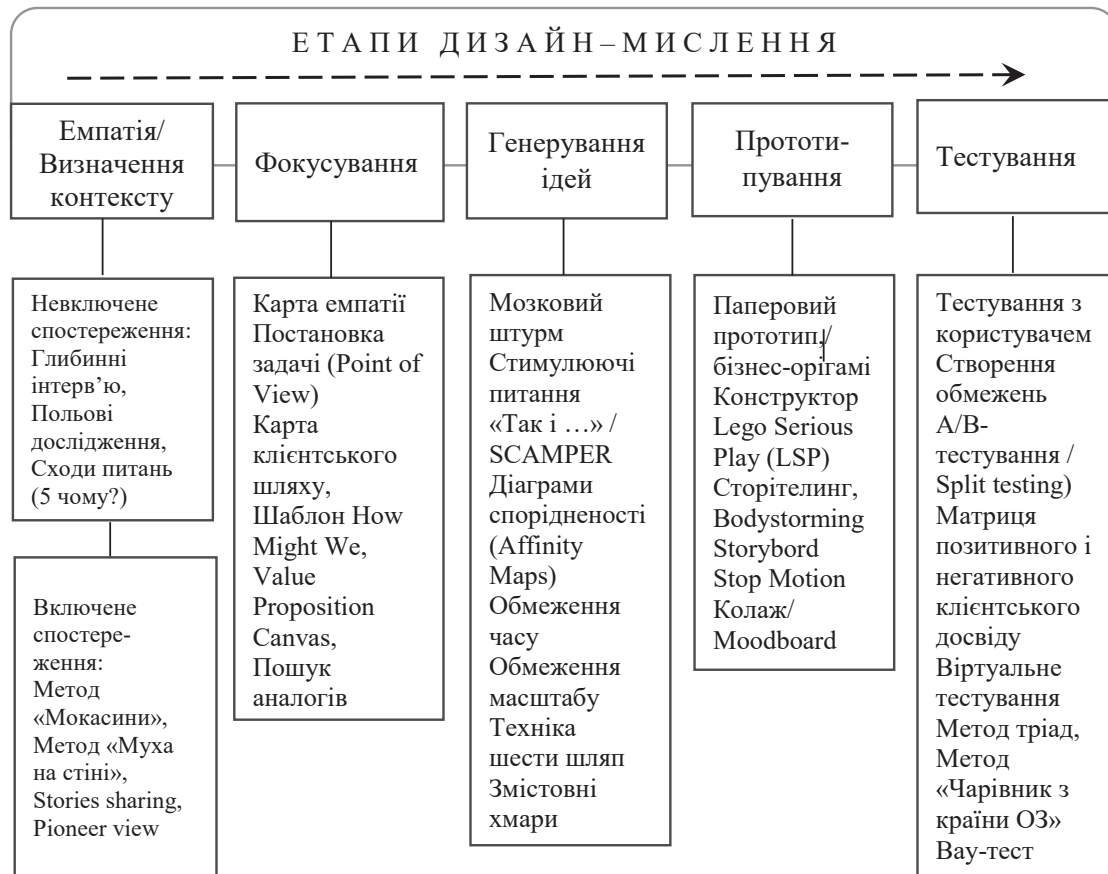 ЕТАПИ ДИЗАЙН–МИСЛЕННЯ
Емпатія/
Визначення
контексту
Фокусування
Генерування
ідей
Прототи-
пування
Тестування
Невключене
спостереження:
Глибинні
інтерв’ю,
Польові
дослідження,
Сходи питань
(5 чому?)
Включене
спостере-
ження:
Метод
«Мокасини»,
Метод «Муха
на стіні»,
Stories sharing,
Pioneer view
Карта емпатії
Постановка
задачі (Point of
View)
Карта
клієнтського
шляху,
Шаблон How
Might We,
Value
Proposition
Canvas,
Пошук
аналогів
Мозковий
штурм
Стимулюючі
питання
«Так і …» /
SCAMPER
Діаграми
спорідненості
(Affinity
Maps)
Обмеження
часу
Обмеження
масштабу
Техніка
шести шляп
Змістовні
хмари
Паперовий
прототип,/
бізнес-орігамі
Конструктор
Lego Serious
Play (LSP)
Сторітелинг,
Bodystorming
Storybord
Stop Motion
Колаж/
Moodboard
Тестування з
користувачем
Створення
обмежень
А/В-
тестування /
Split testing)
Матриця
позитивного і
негативного
клієнтського
досвіду
Віртуальне
тестування
Метод тріад,
Метод
«Чарівник з
країни ОЗ»
Вау-тест